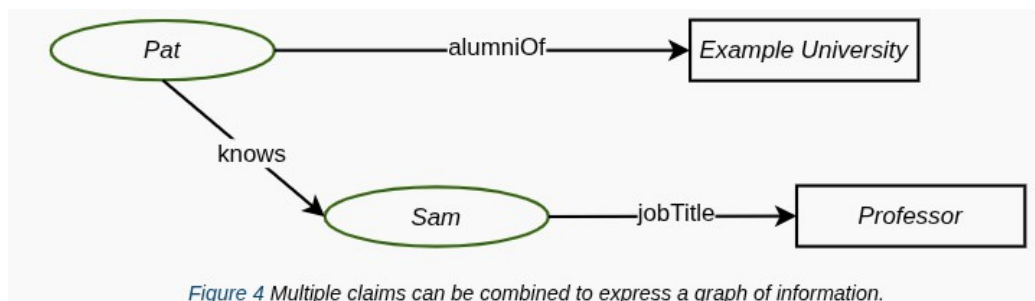 Pat
alumniOf
Example University
knows
Sam
jobTitle
Professor
Figure 4 Multiple claims can be combined to express a graph of information.